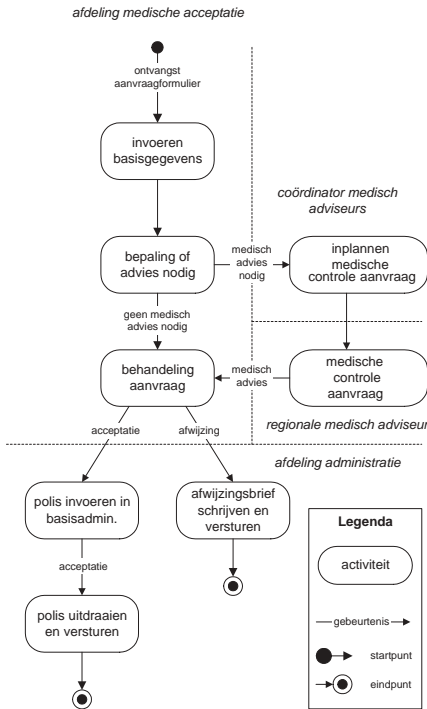 afdeling medische acceptatie
ontvangst
aanvraagformulier
invoeren
basisgegevens
coördinator medisch
adviseurs
bepaling of
advies nodig
medisch
advies
nodig
inplannen
medische
controle aanvraag
geen medisch
advies nodig
behandeling
aanvraag
medisch
advies
medische
controle
aanvraag
regionale medisch adviseur
acceptatie
afwijzing
afdeling administratie
polis invoeren in
basisadmin.
afwijzingsbrief
schrijven en
versturen
acceptatie
polis uitdraaien
en versturen
Legenda
activiteit
gebeurtenis
startpunt
eindpunt